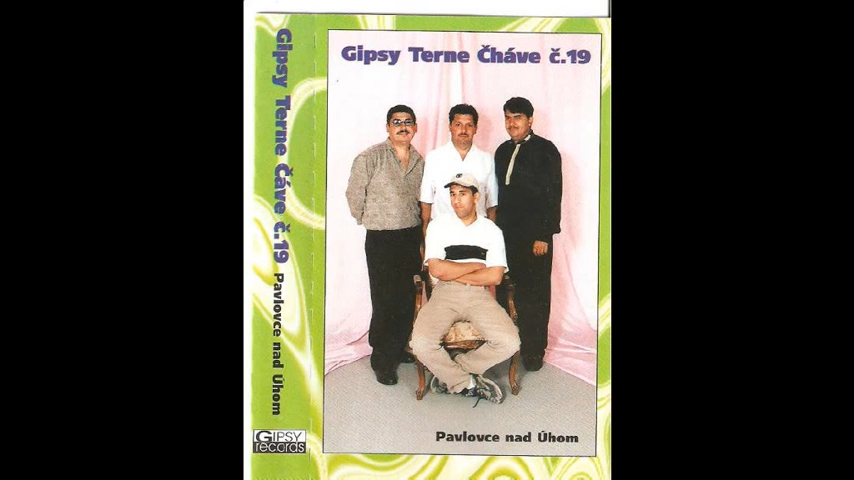 Gipsy Terne Čháve č.19
Gipsy Terne Čáve č.19 Pavlovce nad Úhom
GIPSY
records
Pavlovce nad Úhom